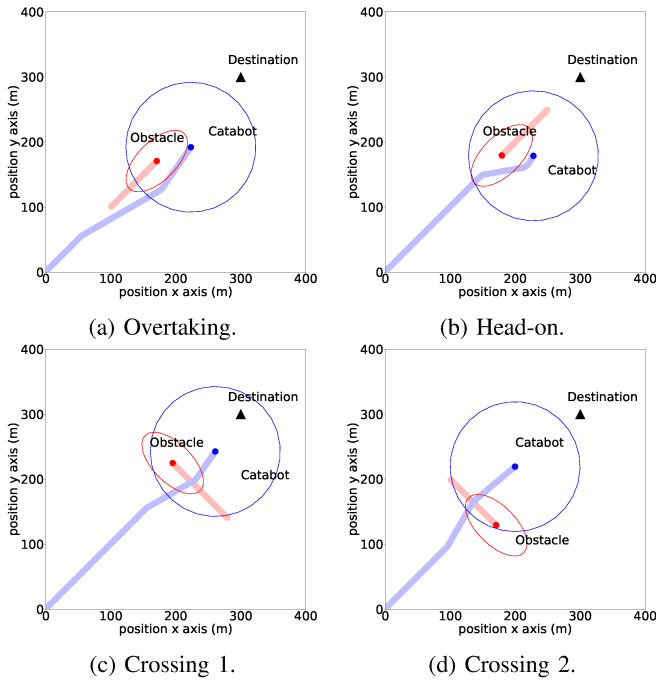 400
300
200
100
0
0
100
200
300
400
position y axis (m)
position x axis (m)
Destination
Obstacle
Catabot
(a) Overtaking.
400
300
200
100
0
0
100
200
300
400
position y axis (m)
position x axis (m)
Destination
Obstacle
Catabot
(b) Head-on.
400
300
200
100
0
0
100
200
300
400
position y axis (m)
position x axis (m)
Destination
Obstacle
Catabot
(c) Crossing 1.
400
300
200
100
0
0
100
200
300
400
position y axis (m)
position x axis (m)
Destination
Catabot
Obstacle
(d) Crossing 2.